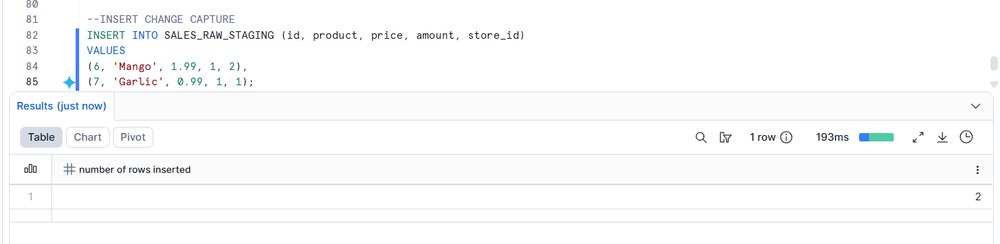 80
81 --INSERT CHANGE CAPTURE
82 INSERT INTO SALES_RAW_STAGING (id, product, price, amount, store_id)
83 VALUES
84 (6, 'Mango', 1.99, 1, 2),
85 (7, 'Garlic', 0.99, 1, 1);
Results (just now)
Table Chart Pivot 1 row 193ms
number of rows inserted
1 2